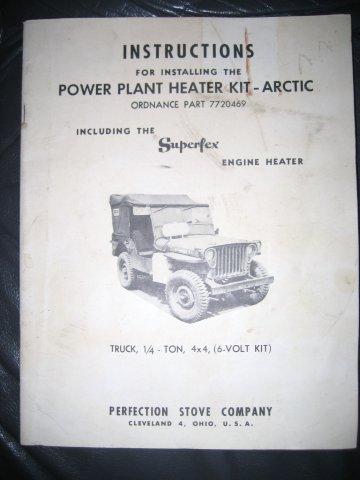 INSTRUCTIONS
FOR INSTALLING THE
POWER PLANT HEATER KIT - ARCTIC
ORDNANCE PART 7720469
INCLUDING THE
Superfex
ENGINE HEATER
TRUCK, 1/4 - TON, 4x4, (6-VOLT KIT)
PERFECTION STOVE COMPANY
CLEVELAND 4, OHIO, U.S.A.